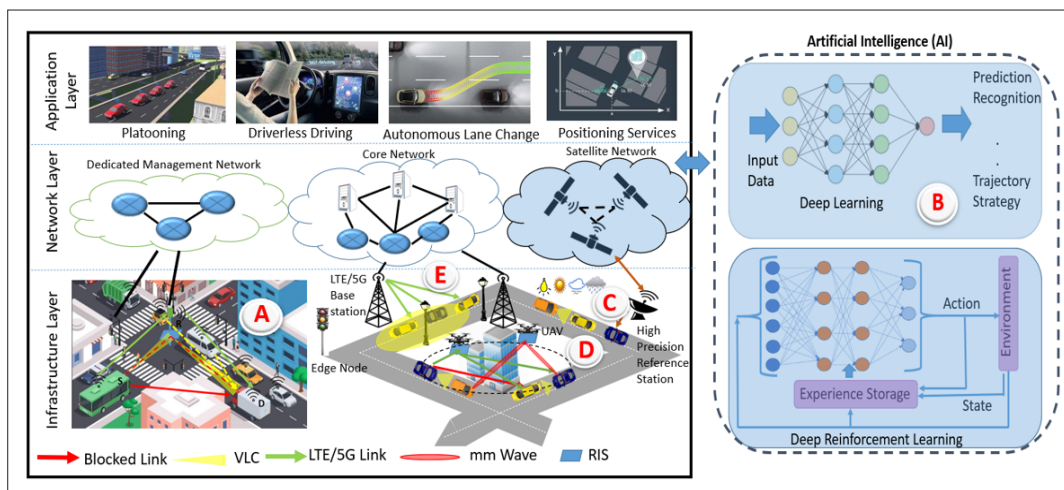 Application Layer
Platooning
Driverless Driving
Autonomous Lane Change
Positioning Services
Network Layer
Dedicated Management Network
Core Network
Satellite Network
Infrastructure Layer
A
S
D
LTE/5G
Base
station
Edge Node
E
C
D
UAV
High
Precision
Reference
Station
Blocked Link
VLC
LTE/5G Link
mm Wave
RIS
Artificial Intelligence (AI)
Input
Data
Deep Learning
Prediction
Recognition
.
.
Trajectory
Strategy
B
Action
Environment
Experience Storage
State
Deep Reinforcement Learning